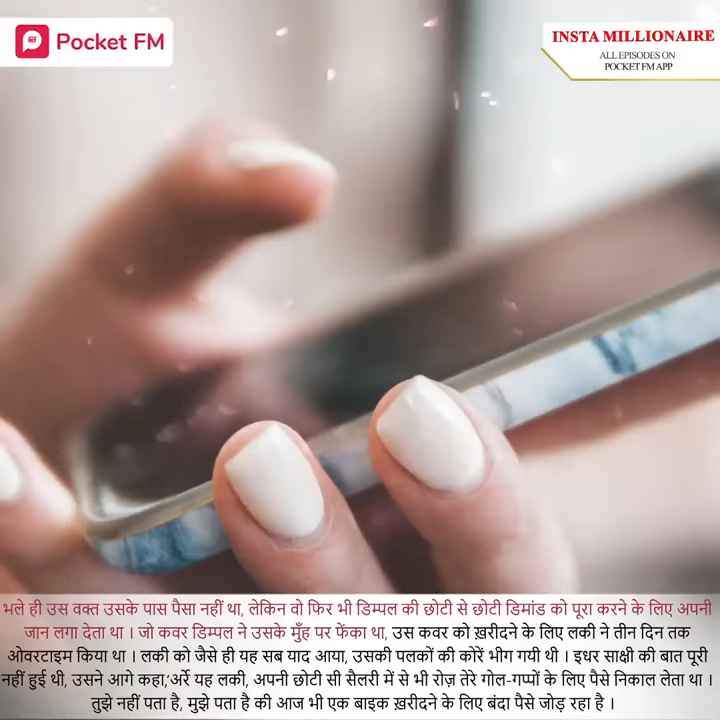 Pocket FM
INSTA MILLIONAIRE
ALL EPISODES ON
POCKET FM APP
भले ही उस वक्त उसके पास पैसा नहीं था, लेकिन वो फिर भी डिम्पल की छोटी से छोटी डिमांड को पूरा करने के लिए अपनी
जान लगा देता था । जो कवर डिम्पल ने उसके मुँह पर फेंका था, उस कवर को ख़रीदने के लिए लकी ने तीन दिन तक
ओवरटाइम किया था । लकी को जैसे ही यह सब याद आया, उसकी पलकों की कोरें भीग गयी थी । इधर साक्षी की बात पूरी
नहीं हुई थी, उसने आगे कहा,'अर्रे यह लकी, अपनी छोटी सी सैलरी में से भी रोज़ तेरे गोल-गप्पों के लिए पैसे निकाल लेता था ।
तुझे नहीं पता है, मुझे पता है की आज भी एक बाइक ख़रीदने के लिए बंदा पैसे जोड़ रहा है ।